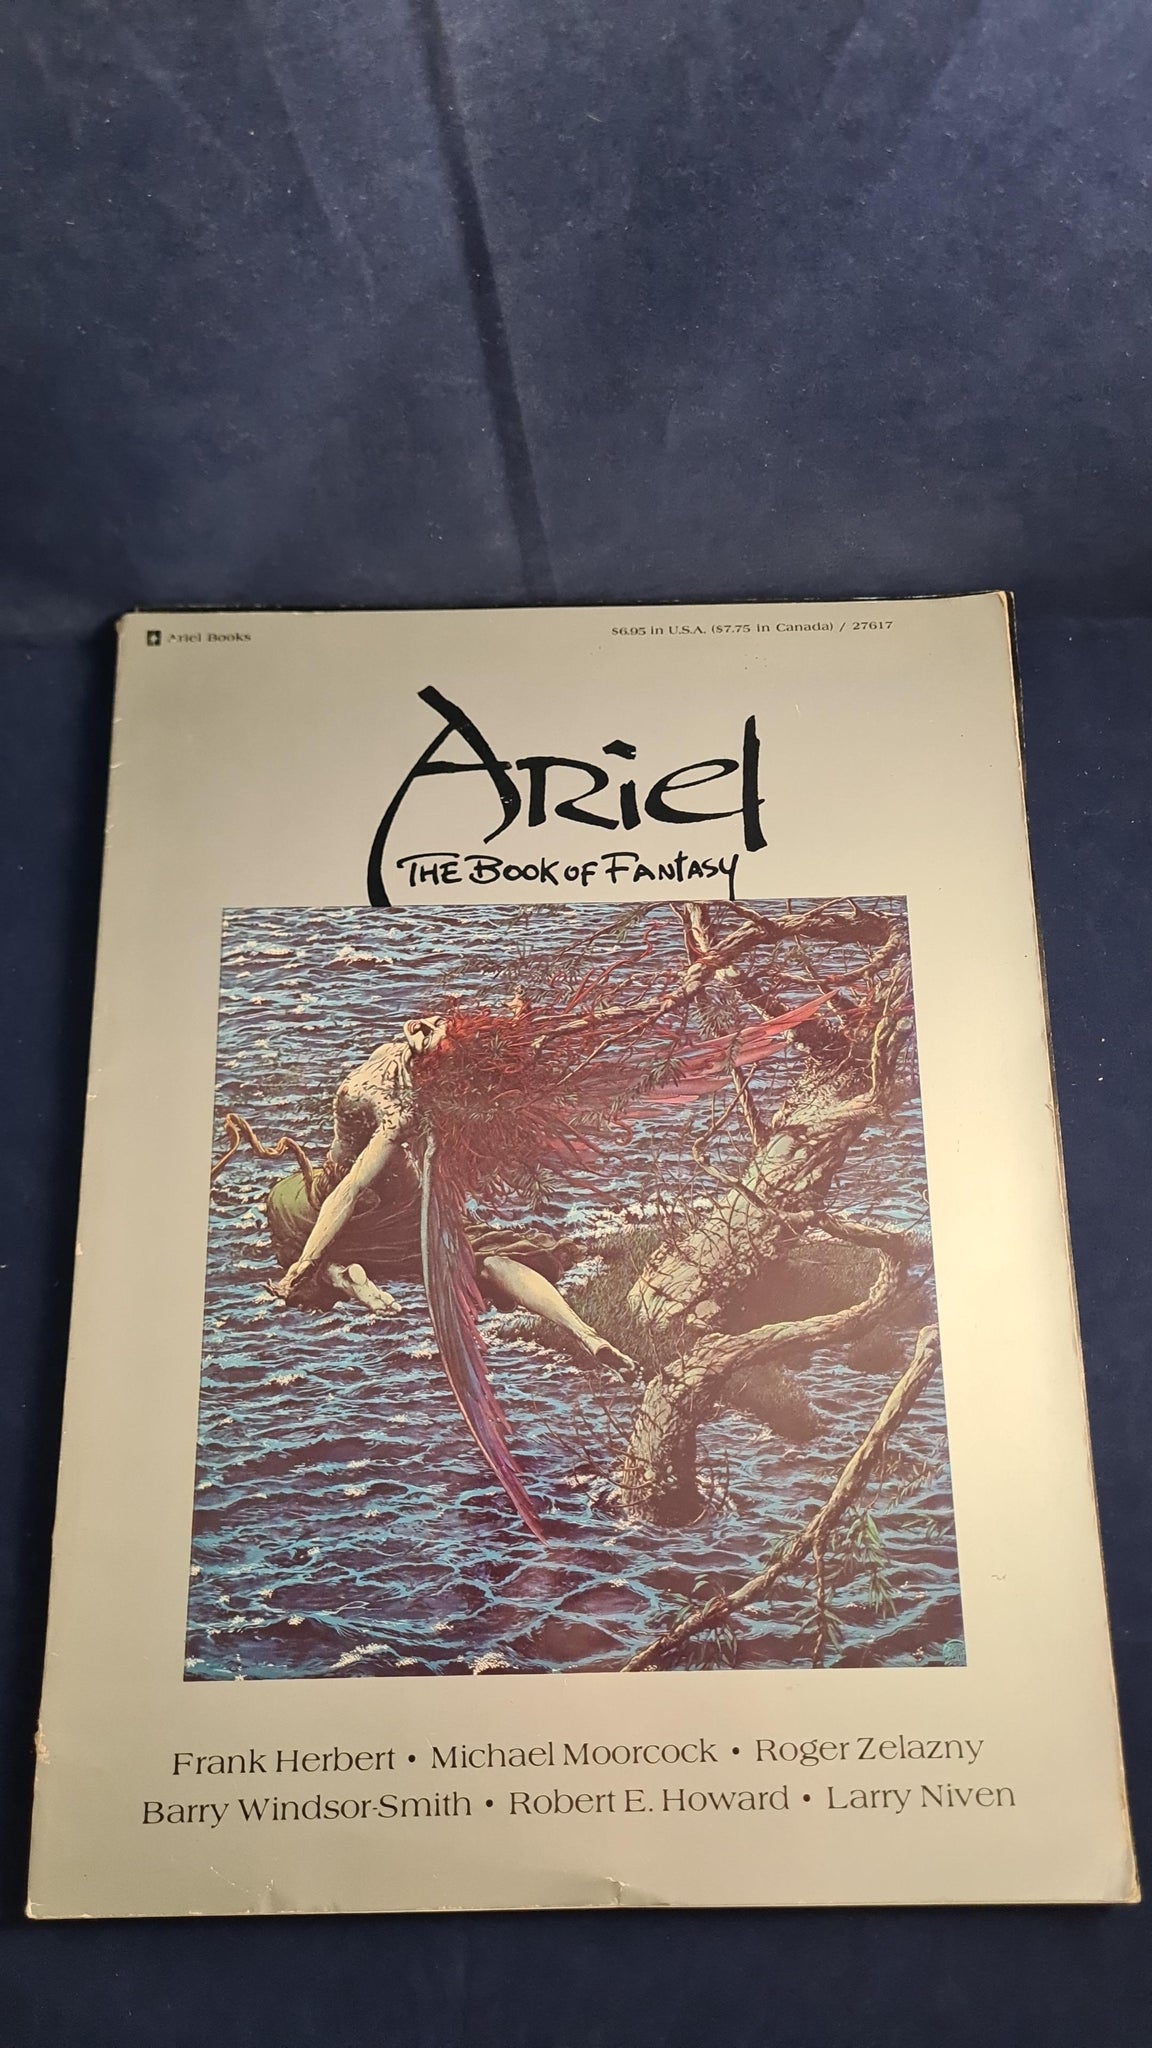 Ariel Books
$6.95 in U.S.A. ($7.75 in Canada) / 27617
Ariel
THE BOOK OF FANTASY
Frank Herbert • Michael Moorcock • Roger Zelazny
Barry Windsor-Smith • Robert E. Howard • Larry Niven